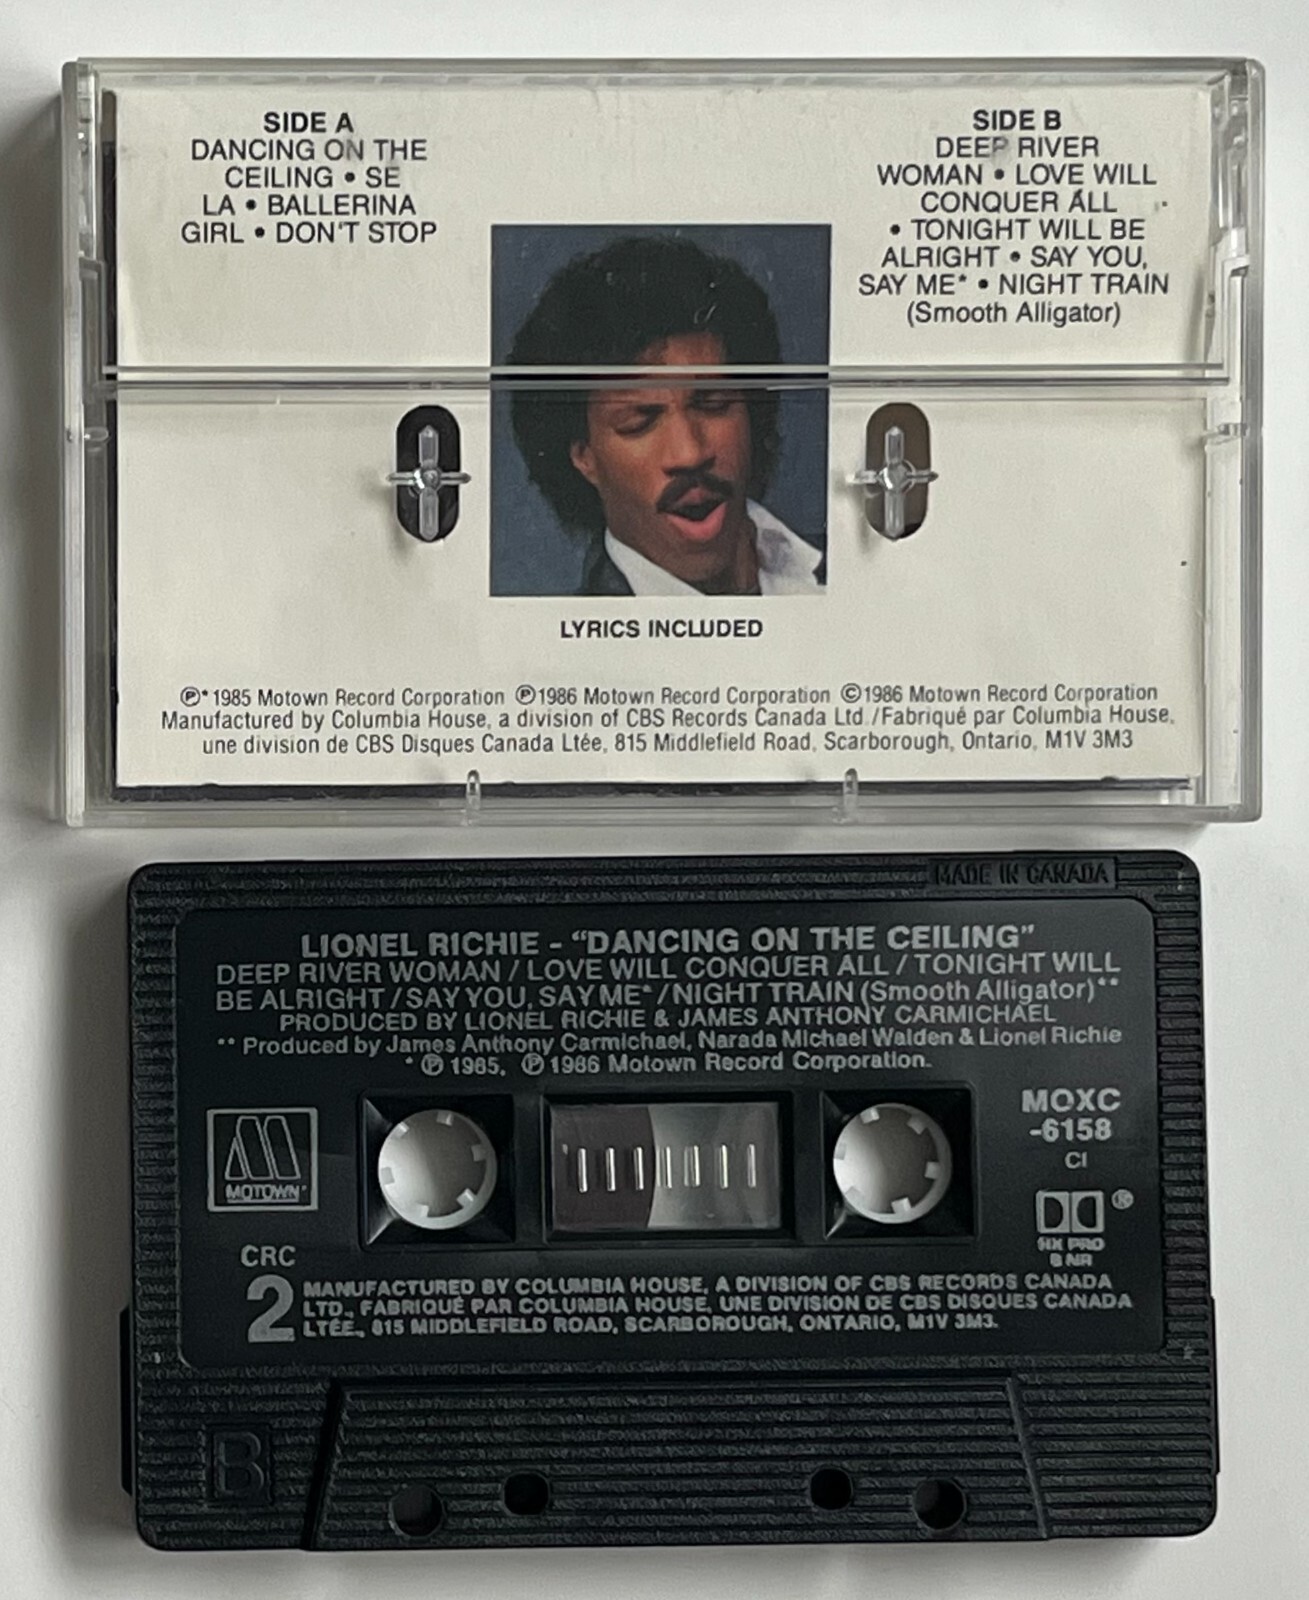 SIDE A
DANCING ON THE
CEILING • SE
LA • BALLERINA
GIRL • DON'T STOP
SIDE B
DEEP RIVER
WOMAN • LOVE WILL
CONQUER ALL
• TONIGHT WILL BE
ALRIGHT • SAY YOU,
SAY ME* • NIGHT TRAIN
(Smooth Alligator)
LYRICS INCLUDED
℗* 1985 Motown Record Corporation ℗1986 Motown Record Corporation ©1986 Motown Record Corporation
Manufactured by Columbia House, a division of CBS Records Canada Ltd./Fabriqué par Columbia House,
une division de CBS Disques Canada Ltée, 815 Middlefield Road, Scarborough, Ontario, M1V 3M3
MADE IN CANADA
LIONEL RICHIE - "DANCING ON THE CEILING"
DEEP RIVER WOMAN / LOVE WILL CONQUER ALL / TONIGHT WILL
BE ALRIGHT / SAY YOU, SAY ME* / NIGHT TRAIN (Smooth Alligator)**
PRODUCED BY LIONEL RICHIE & JAMES ANTHONY CARMICHAEL
** Produced by James Anthony Carmichael, Narada Michael Walden & Lionel Richie
* ℗ 1985, ℗ 1986 Motown Record Corporation.
MOTOWN
MOXC
-6158
CI
HX PRO
B NR
CRC
2
MANUFACTURED BY COLUMBIA HOUSE, A DIVISION OF CBS RECORDS CANADA
LTD., FABRIQUÉ PAR COLUMBIA HOUSE, UNE DIVISION DE CBS DISQUES CANADA
LTÉE., 815 MIDDLEFIELD ROAD, SCARBOROUGH, ONTARIO, M1V 3M3.
B